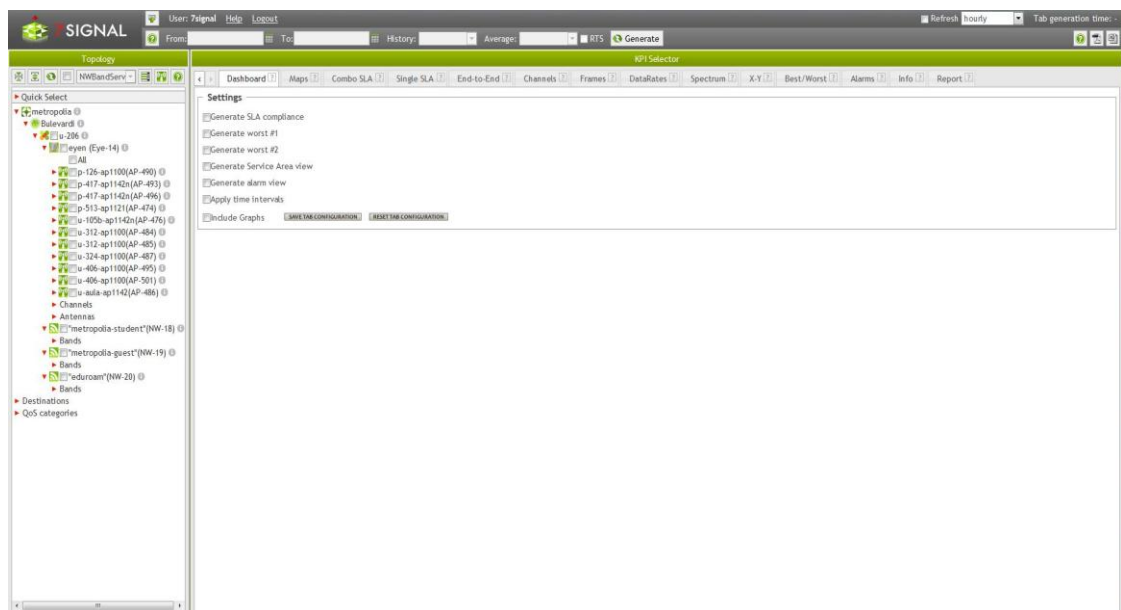 7SIGNAL
User: 7signal Help Logout
Refresh hourly Tab generation time: -
From: To: History: Average: RTS Generate
Topology
KPI Selector
NWBandServ
Dashboard Maps Combo SLA Single SLA End-to-End Channels Frames DataRates Spectrum X-Y Best/Worst Alarms Info Report
Quick Select
metropolia
Bulevardi
u-206
eyen (Eye-14)
All
p-126-ap1100(AP-490)
p-417-ap1142n(AP-493)
p-417-ap1142n(AP-496)
p-513-ap1121(AP-474)
u-105b-ap1142n(AP-476)
u-312-ap1100(AP-484)
u-312-ap1100(AP-485)
u-324-ap1100(AP-487)
u-406-ap1100(AP-495)
u-406-ap1100(AP-501)
u-aula-ap1142(AP-486)
Channels
Antennas
"metropolia-student"(NW-18)
Bands
"metropolia-guest"(NW-19)
Bands
"eduroam"(NW-20)
Bands
Destinations
QoS categories
Settings
Generate SLA compliance
Generate worst #1
Generate worst #2
Generate Service Area view
Generate alarm view
Apply time intervals
Include Graphs SAVE TAB CONFIGURATION RESET TAB CONFIGURATION